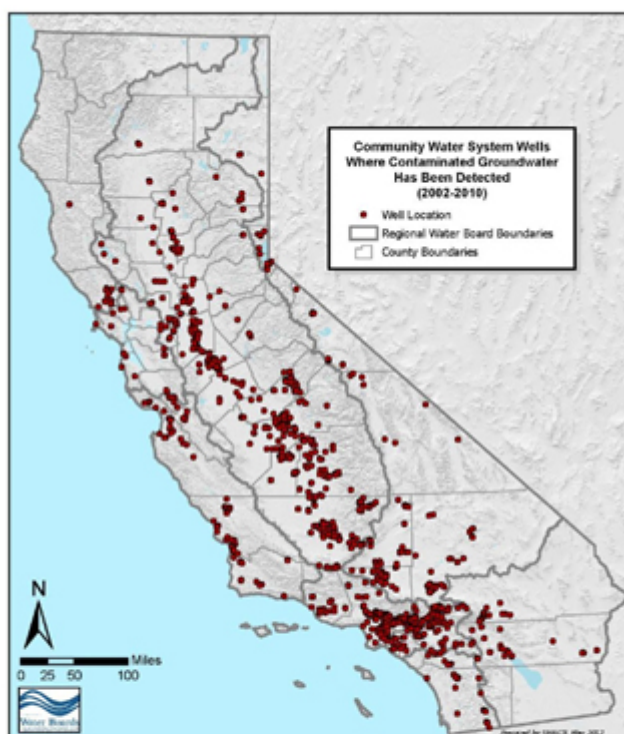 Community Water System Wells
Where Contaminated Groundwater
Has Been Detected
(2002-2010)
Well Location
Regional Water Board Boundaries
County Boundaries
N
Miles
0 25 50 100
Water Boards